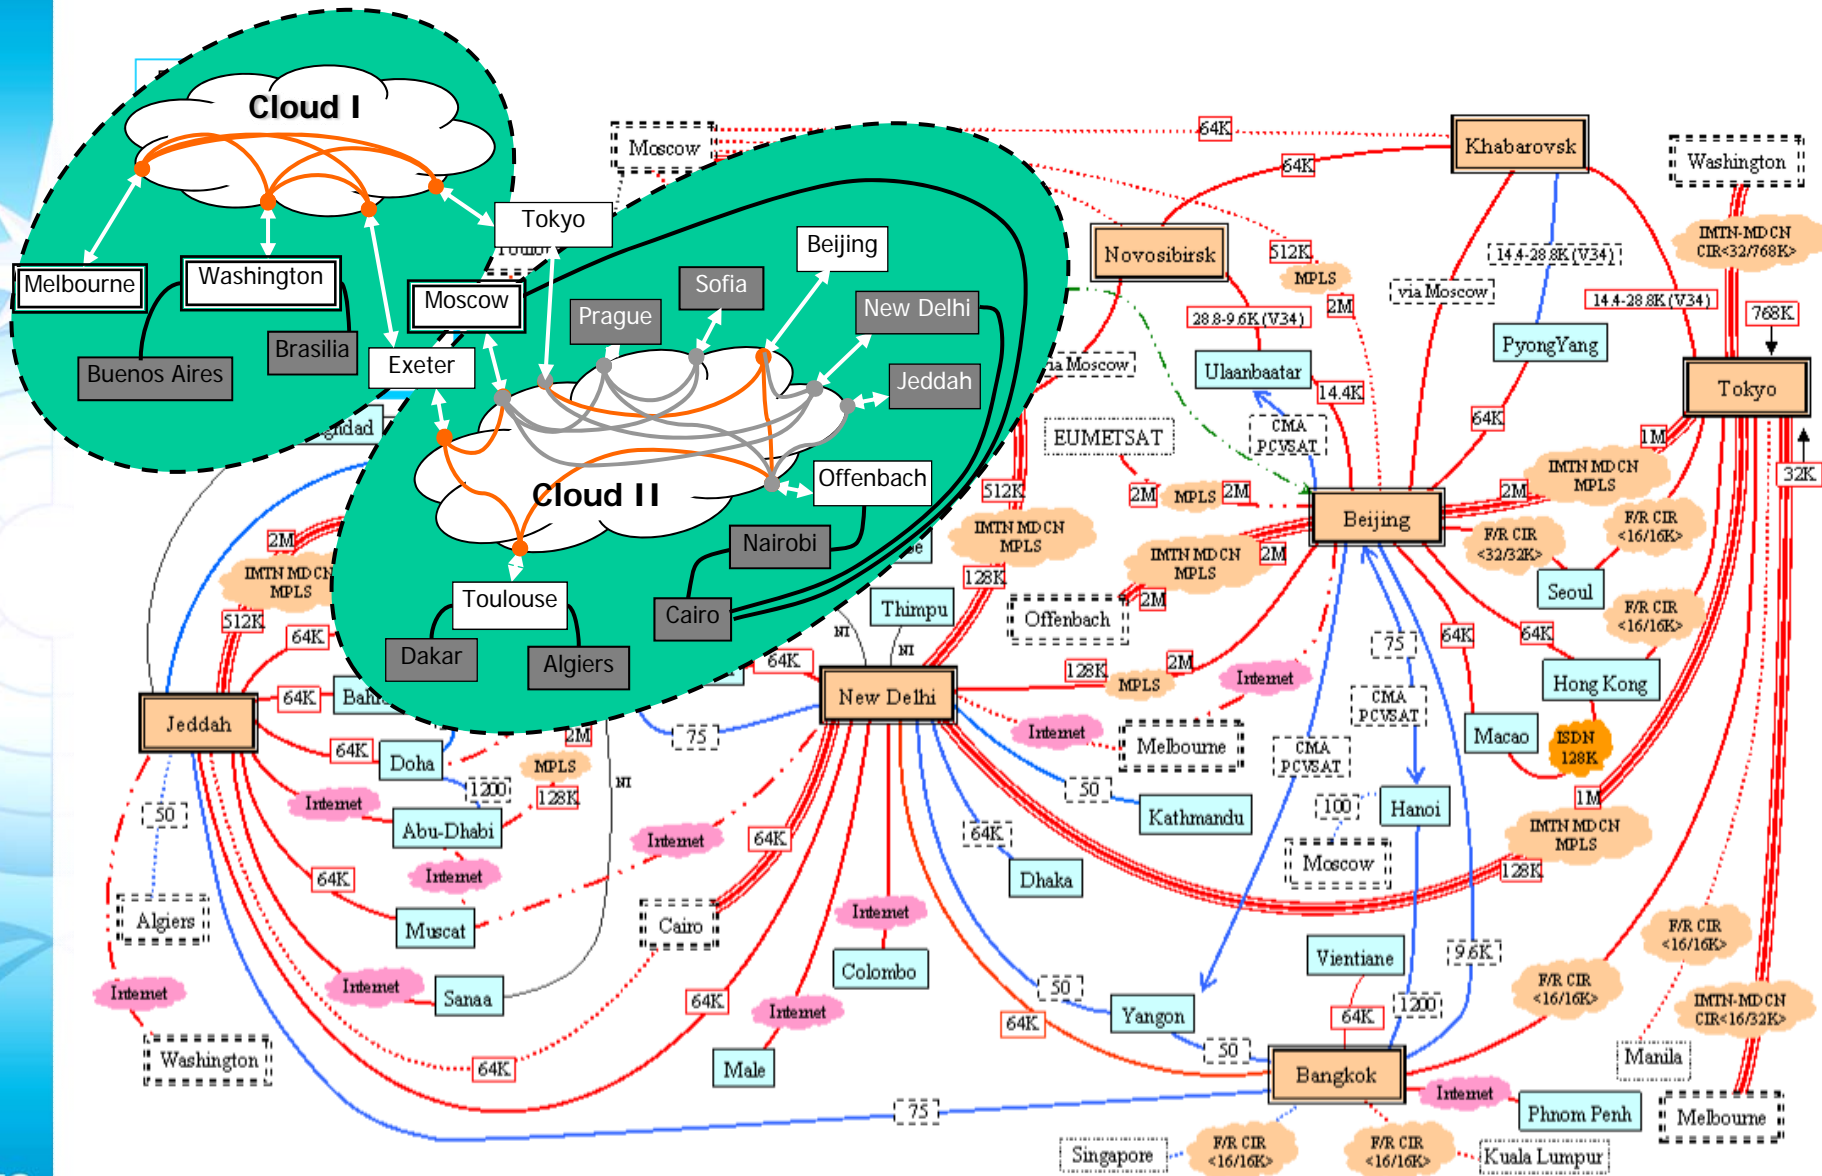 Cloud I
Melbourne
Washington
Buenos Aires
Brasilia
Tokyo
Moscow
Exeter
Prague
Sofia
Beijing
New Delhi
Jeddah
Offenbach
Cloud II
Nairobi
Cairo
Toulouse
Dakar
Algiers
Moscow
64K
Khabarovsk
Washington
64K
IMTN-MDCN
CIR<32/768K>
Novosibirsk
512K
MPLS
2M
14.4-28.8K (V.34)
via Moscow
14.4-28.8K (V.34)
768K
28.8-9.6K (V.34)
PyongYang
Ulaanbaatar
14.4K
Tokyo
64K
EUMETSAT
CMA
PCVSAT
1M
IMTN MDCN
MPLS
2M
32K
512K
2M
MPLS
2M
Beijing
F/R CIR
<16/16K>
F/R CIR
<32/32K>
IMTN MDCN
MPLS
128K
IMTN MDCN
MPLS
2M
2M
Seoul
2M
IMTN MDCN
MPLS
512K
64K
Thimpu
NI
NI
Offenbach
F/R CIR
<16/16K>
75
64K
64K
64K
128K
MPLS
2M
Internet
Hong Kong
64K
Jeddah
New Delhi
CMA
PCVSAT
Macao
ISDN
128K
75
Internet
Melbourne
2M
64K
Doha
MPLS
128K
NI
CMA
PCVSAT
1200
50
Kathmandu
100
Hanoi
1M
IMTN MDCN
MPLS
128K
Internet
50
Abu-Dhabi
Internet
64K
64K
Dhaka
Moscow
Internet
64K
Muscat
Algiers
Cairo
Internet
Colombo
Vientiane
9.6K
F/R CIR
<16/16K>
Internet
Internet
Sanaa
64K
Internet
50
Yangon
64K
64K
1200
F/R CIR
<16/16K>
IMTN-MDCN
CIR<16/32K>
Washington
64K
Male
50
Bangkok
Manila
Internet
Phnom Penh
Melbourne
75
Singapore
F/R CIR
<16/16K>
F/R CIR
<16/16K>
Kuala Lumpur